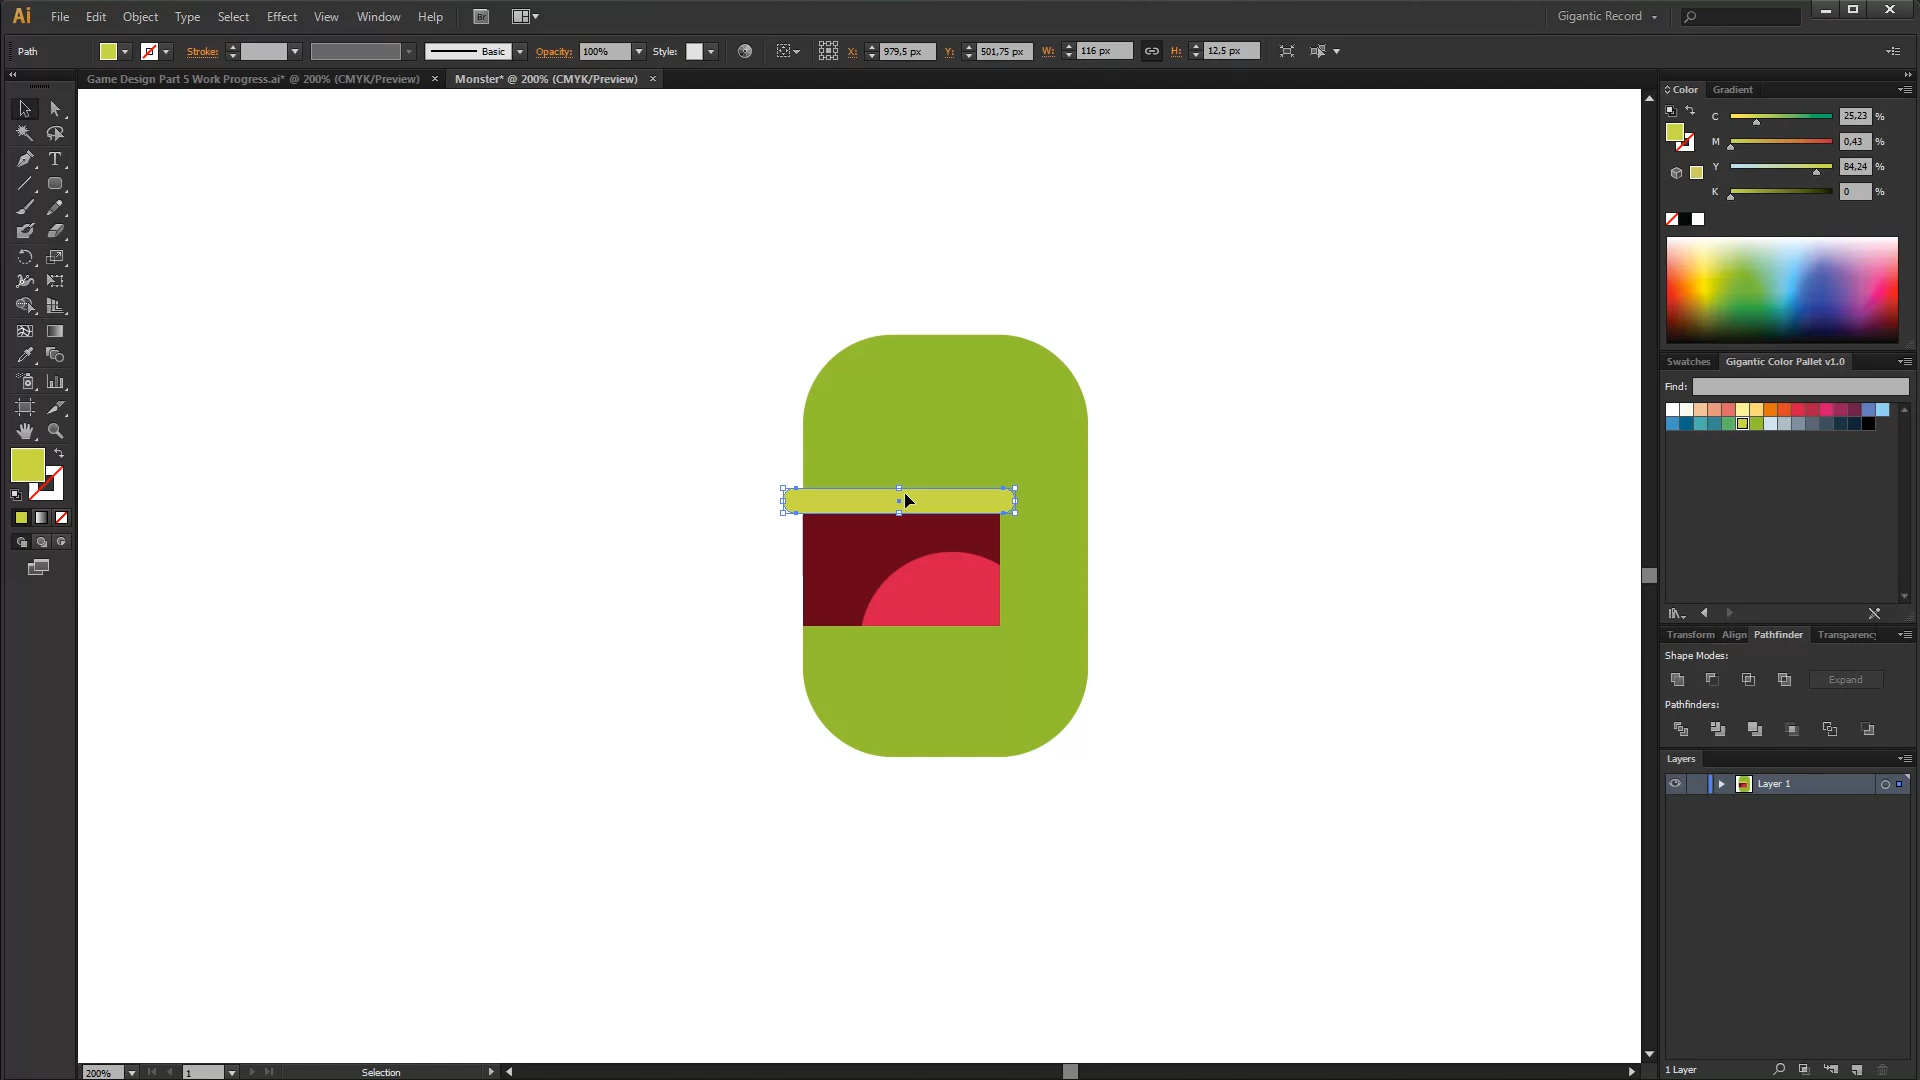 Ai File Edit Object Type Select Effect View Window Help Br Gigantic Record
Path Stroke: Basic Opacity: 100% Style: X: 979,5 px Y: 501,75 px W: 116 px H: 12,5 px
Game Design Part 5 Work Progress.ai* @ 200% (CMYK/Preview) × Monster* @ 200% (CMYK/Preview) ×
Color Gradient
C 25,23 %
M 0,43 %
Y 84,24 %
K 0 %
Swatches Gigantic Color Pallet v1.0
Find:
Transform Align Pathfinder Transparenc
Shape Modes:
Expand
Pathfinders:
Layers
Layer 1
200% 1 Selection 1 Layer